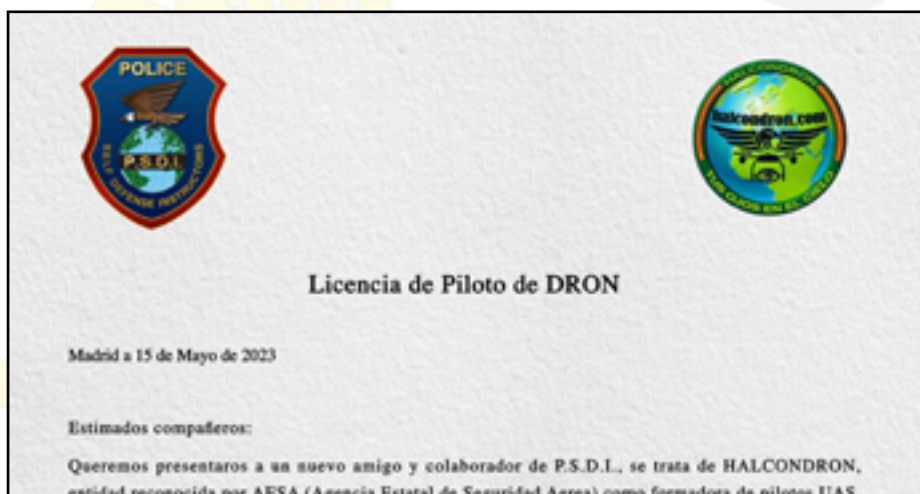 POLICE
P.S.D.I.
SELF DEFENSE INSTRUCTORS
HALCONDRON
halcondron.com
TUS OJOS EN EL CIELO
Licencia de Piloto de DRON
Madrid a 15 de Mayo de 2023
Estimados compañeros:
Queremos presentaros a un nuevo amigo y colaborador de P.S.D.I., se trata de HALCONDRON,
entidad reconocida por AESA (Agencia Estatal de Seguridad Aerea) como formadora de pilotos UAS,